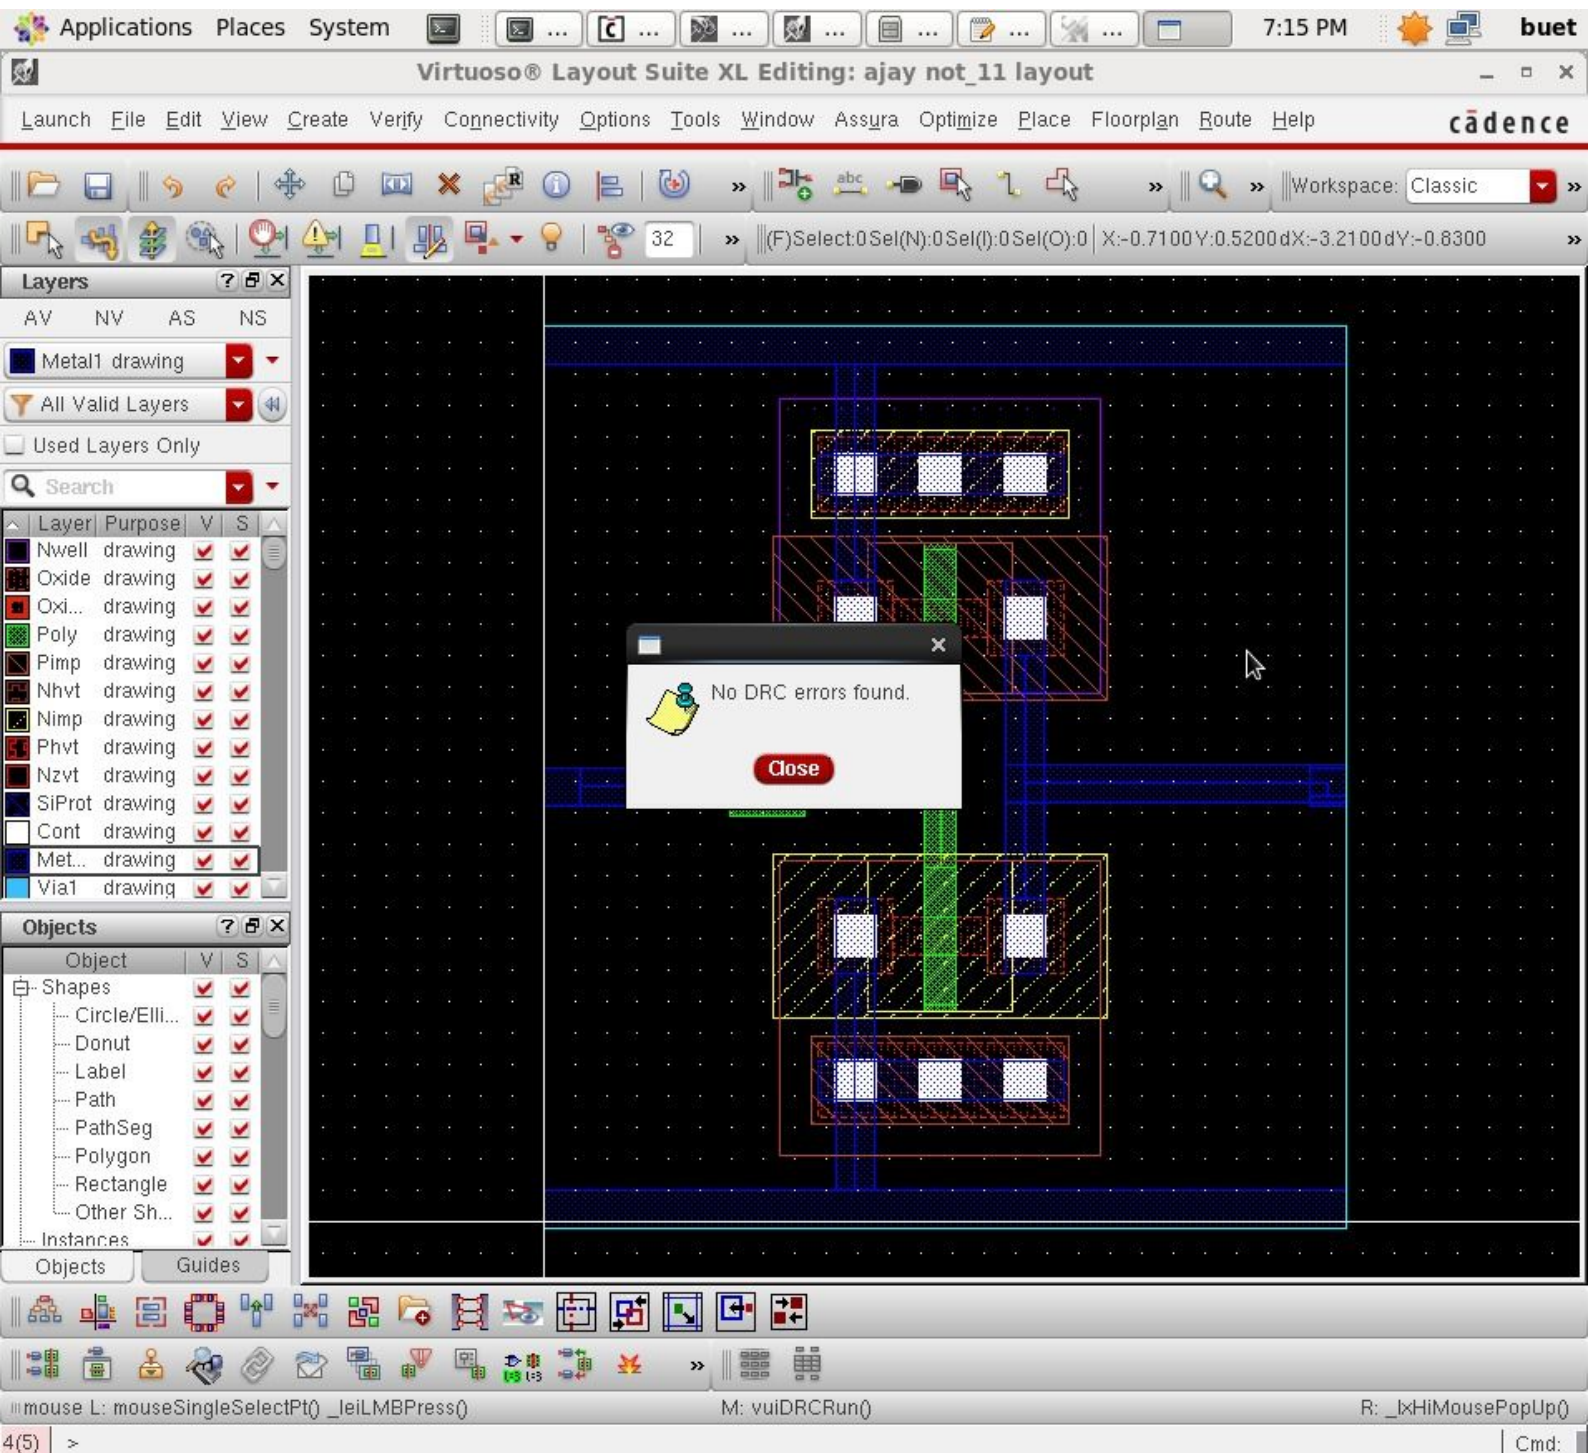 Applications Places System ... ... ... ... ... ... ... 7:15 PM buet
Virtuoso® Layout Suite XL Editing: ajay not_11 layout
Launch File Edit View Create Verify Connectivity Options Tools Window Assura Optimize Place Floorplan Route Help cādence
R abc » » » Workspace: Classic »
32 » (F)Select:0 Sel(N):0 Sel(I):0 Sel(O):0 X:-0.7100 Y:0.5200 dX:-3.2100 dY:-0.8300 »
Layers
AV NV AS NS
Metal1 drawing
All Valid Layers
Used Layers Only
Search
Layer Purpose V S
Nwell drawing
Oxide drawing
Oxi... drawing
Poly drawing
Pimp drawing
Nhvt drawing
Nimp drawing
Phvt drawing
Nzvt drawing
SiProt drawing
Cont drawing
Met... drawing
Via1 drawing
No DRC errors found.
Close
Objects
Object V S
Shapes
Circle/Elli...
Donut
Label
Path
PathSeg
Polygon
Rectangle
Other Sh...
Instances
Objects Guides
»
mouse L: mouseSingleSelectPt() _leiLMBPress() M: vuiDRCRun() R: _lxHiMousePopUp()
4(5) > Cmd: